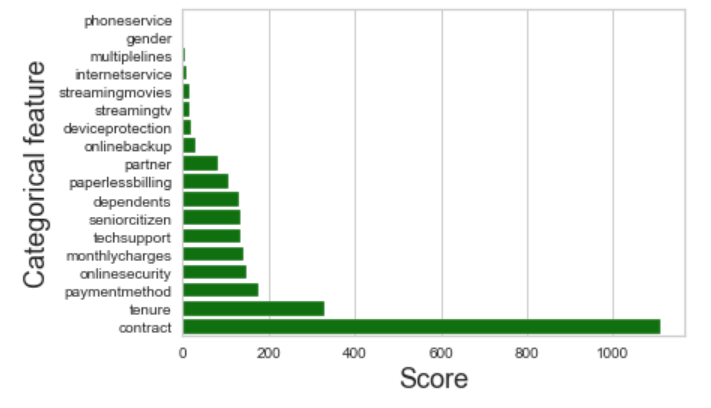 Categorical feature
phoneservice
gender
multiplelines
internetservice
streamingmovies
streamingtv
deviceprotection
onlinebackup
partner
paperlessbilling
dependents
seniorcitizen
techsupport
monthlycharges
onlinesecurity
paymentmethod
tenure
contract
0 200 400 600 800 1000
Score